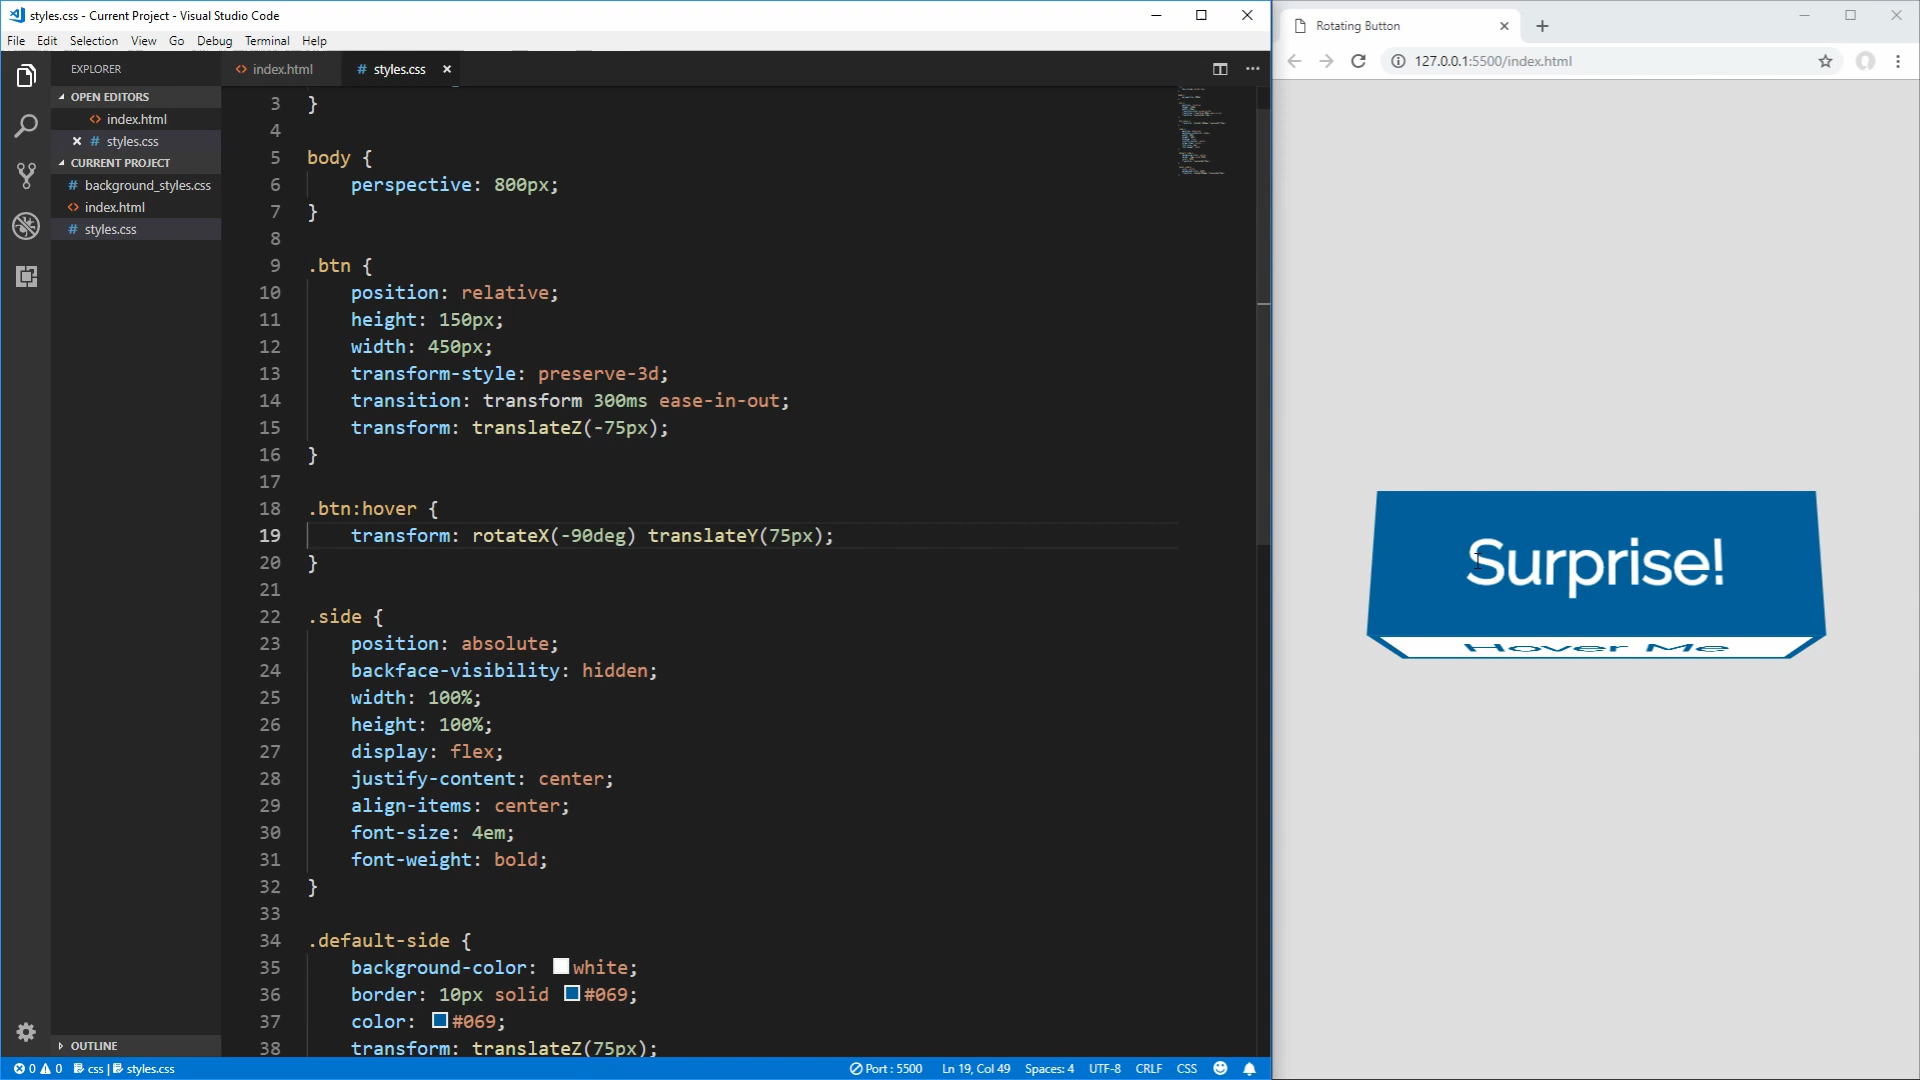 styles.css - Current Project - Visual Studio Code
File Edit Selection View Go Debug Terminal Help
EXPLORER
OPEN EDITORS
index.html
styles.css
CURRENT PROJECT
background_styles.css
index.html
styles.css
OUTLINE
index.html
styles.css
3 }
4
5 body {
6 perspective: 800px;
7 }
8
9 .btn {
10 position: relative;
11 height: 150px;
12 width: 450px;
13 transform-style: preserve-3d;
14 transition: transform 300ms ease-in-out;
15 transform: translateZ(-75px);
16 }
17
18 .btn:hover {
19 transform: rotateX(-90deg) translateY(75px);
20 }
21
22 .side {
23 position: absolute;
24 backface-visibility: hidden;
25 width: 100%;
26 height: 100%;
27 display: flex;
28 justify-content: center;
29 align-items: center;
30 font-size: 4em;
31 font-weight: bold;
32 }
33
34 .default-side {
35 background-color: white;
36 border: 10px solid #069;
37 color: #069;
38 transform: translateZ(75px);
0 0 css | styles.css Port : 5500 Ln 19, Col 49 Spaces: 4 UTF-8 CRLF CSS
Rotating Button
127.0.0.1:5500/index.html
Surprise!
Hover Me